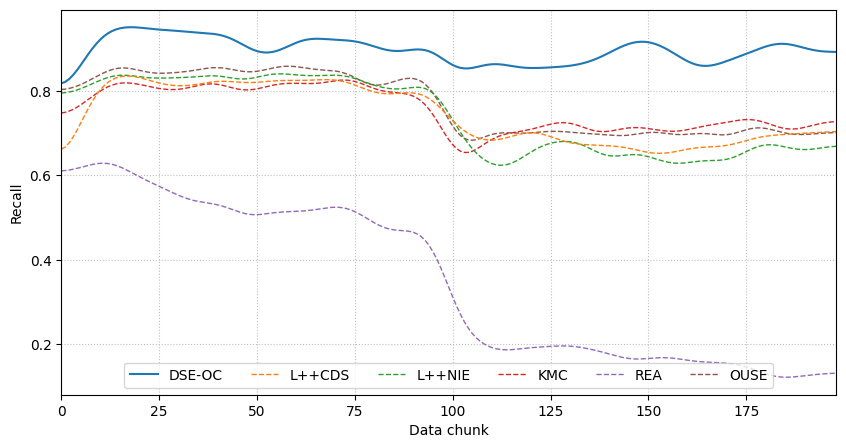 Recall
0.8
0.6
0.4
0.2
DSE-OC L++CDS L++NIE KMC REA OUSE
0 25 50 75 100 125 150 175
Data chunk